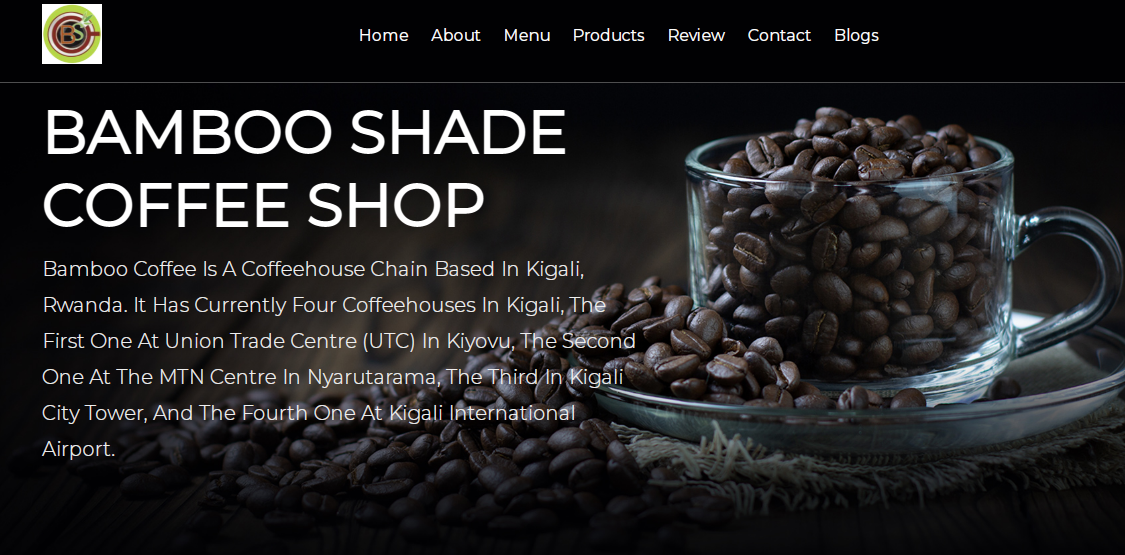 BS
Home About Menu Products Review Contact Blogs
BAMBOO SHADE
COFFEE SHOP
Bamboo Coffee Is A Coffeehouse Chain Based In Kigali,
Rwanda. It Has Currently Four Coffeehouses In Kigali, The
First One At Union Trade Centre (UTC) In Kiyovu, The Second
One At The MTN Centre In Nyarutarama, The Third In Kigali
City Tower, And The Fourth One At Kigali International
Airport.